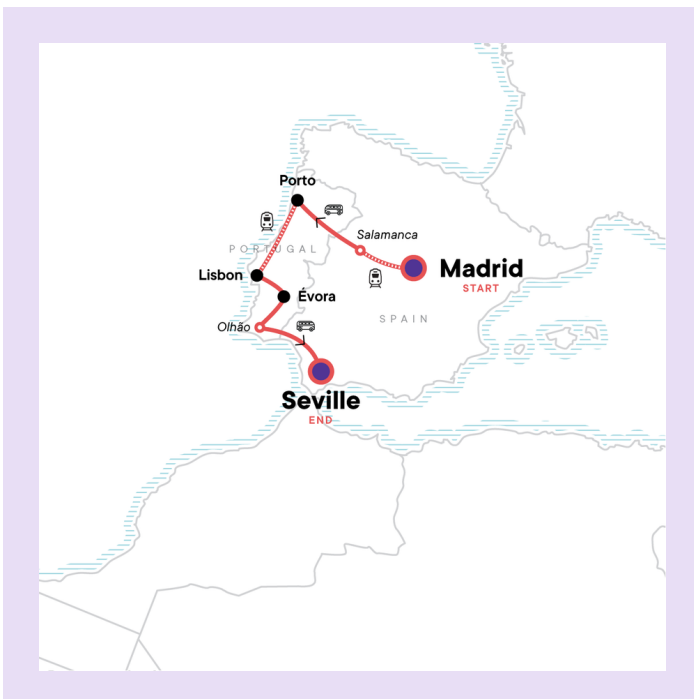 Porto
Salamanca
PORTUGAL
Madrid
START
Lisbon
Évora
SPAIN
Olhão
Seville
END